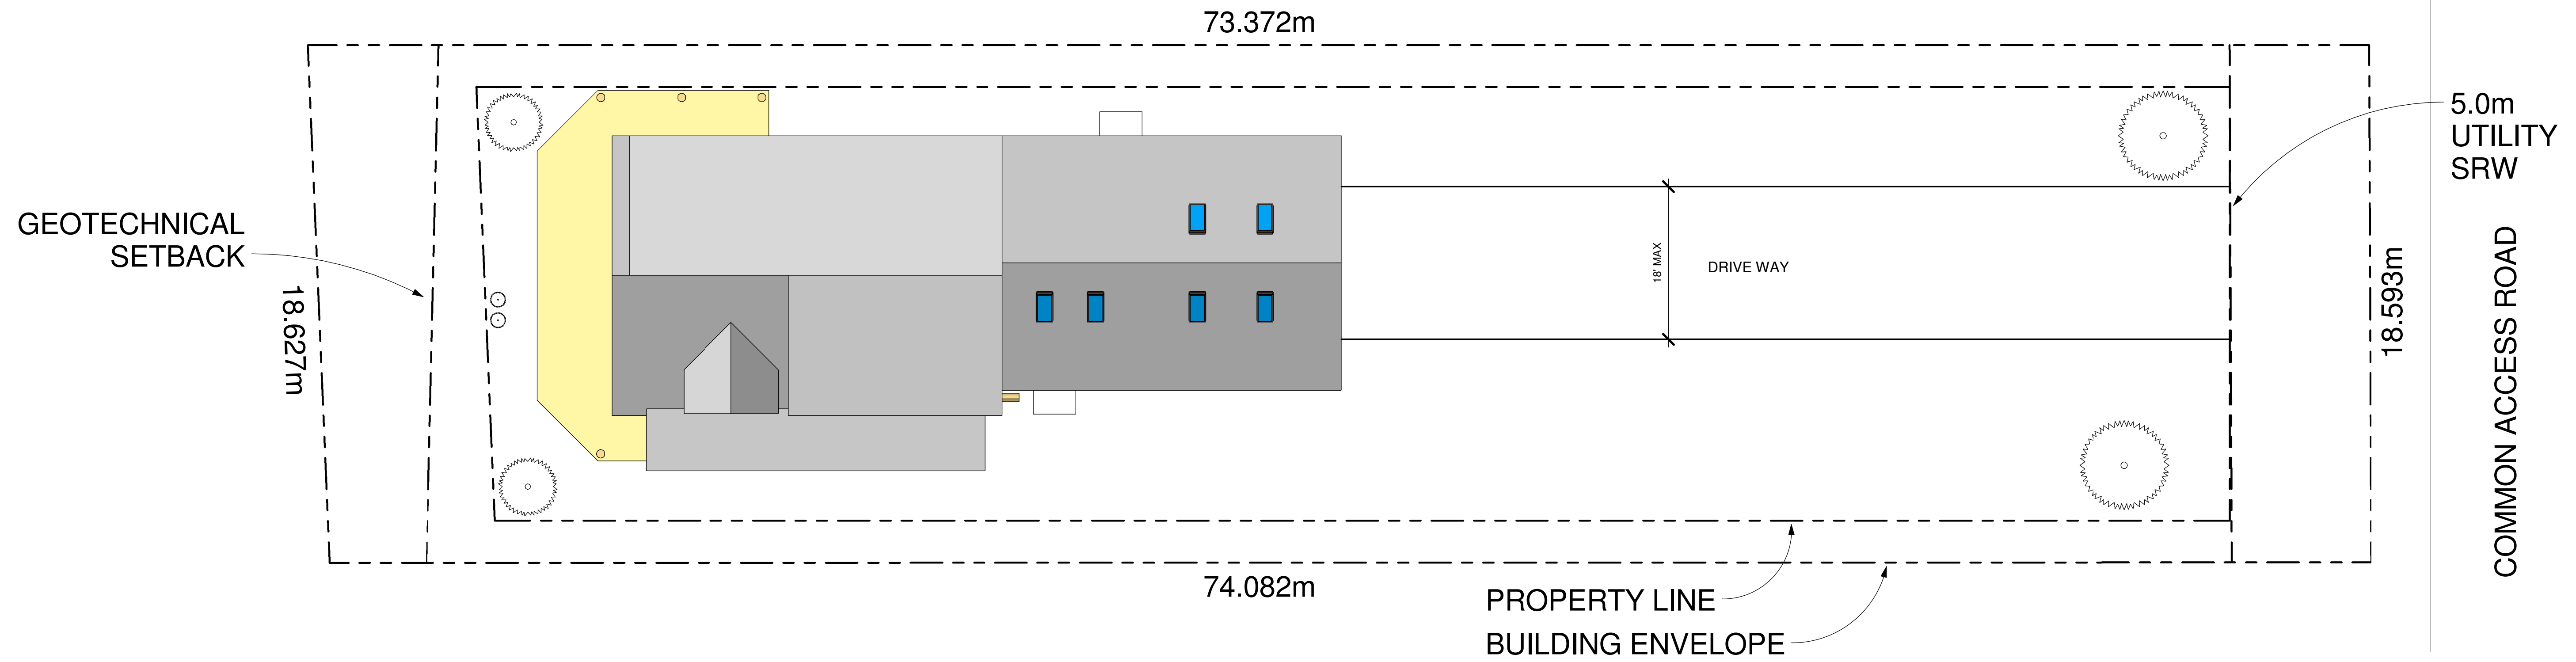 73.372m
5.0m
UTILITY
SRW
GEOTECHNICAL
SETBACK
18.627m
18' MAX
DRIVE WAY
18.593m
COMMON ACCESS ROAD
74.082m
PROPERTY LINE
BUILDING ENVELOPE